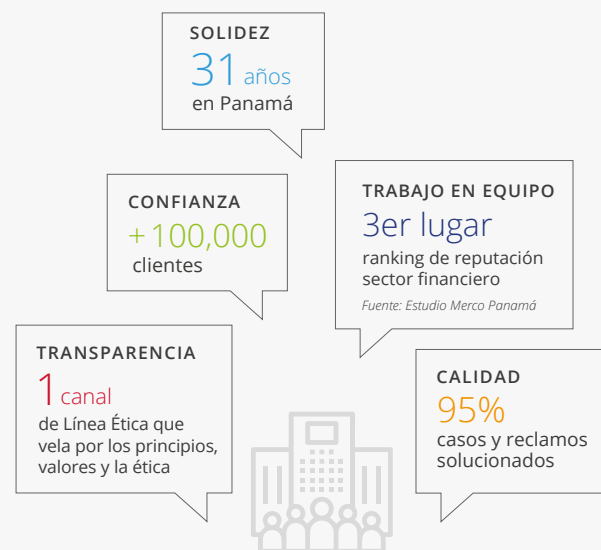 SOLIDEZ
31 años
en Panamá
CONFIANZA
+100,000
clientes
TRABAJO EN EQUIPO
3er lugar
ranking de reputación
sector financiero
Fuente: Estudio Merco Panamá
TRANSPARENCIA
1 canal
de Línea Ética que
vela por los principios,
valores y la ética
CALIDAD
95%
casos y reclamos
solucionados